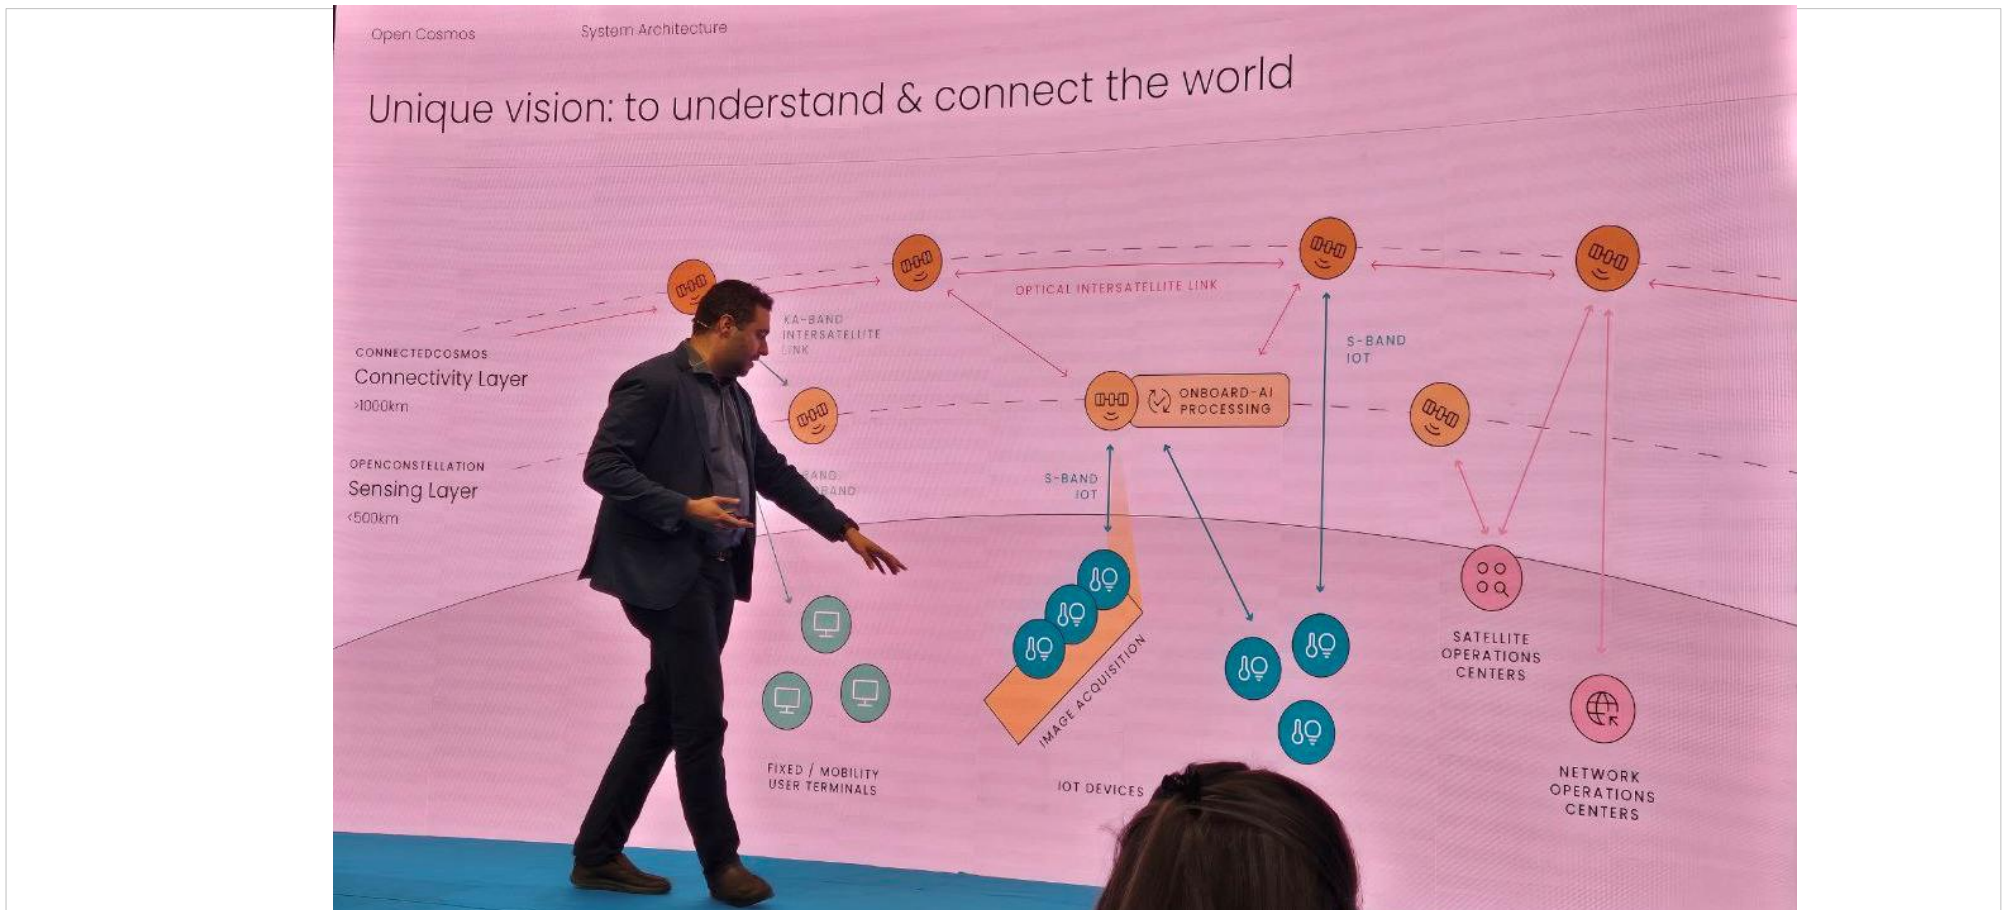 Open Cosmos
System Architecture
Unique vision: to understand & connect the world
OPTICAL INTERSATELLITE LINK
KA-BAND
INTERSATELLITE
LINK
S-BAND
IOT
CONNECTEDCOSMOS
Connectivity Layer
>1000km
ONBOARD-AI
PROCESSING
OPENCONSTELLATION
Sensing Layer
<500km
S-BAND
IOT
IMAGE ACQUISITION
SATELLITE
OPERATIONS
CENTERS
FIXED / MOBILITY
USER TERMINALS
IOT DEVICES
NETWORK
OPERATIONS
CENTERS